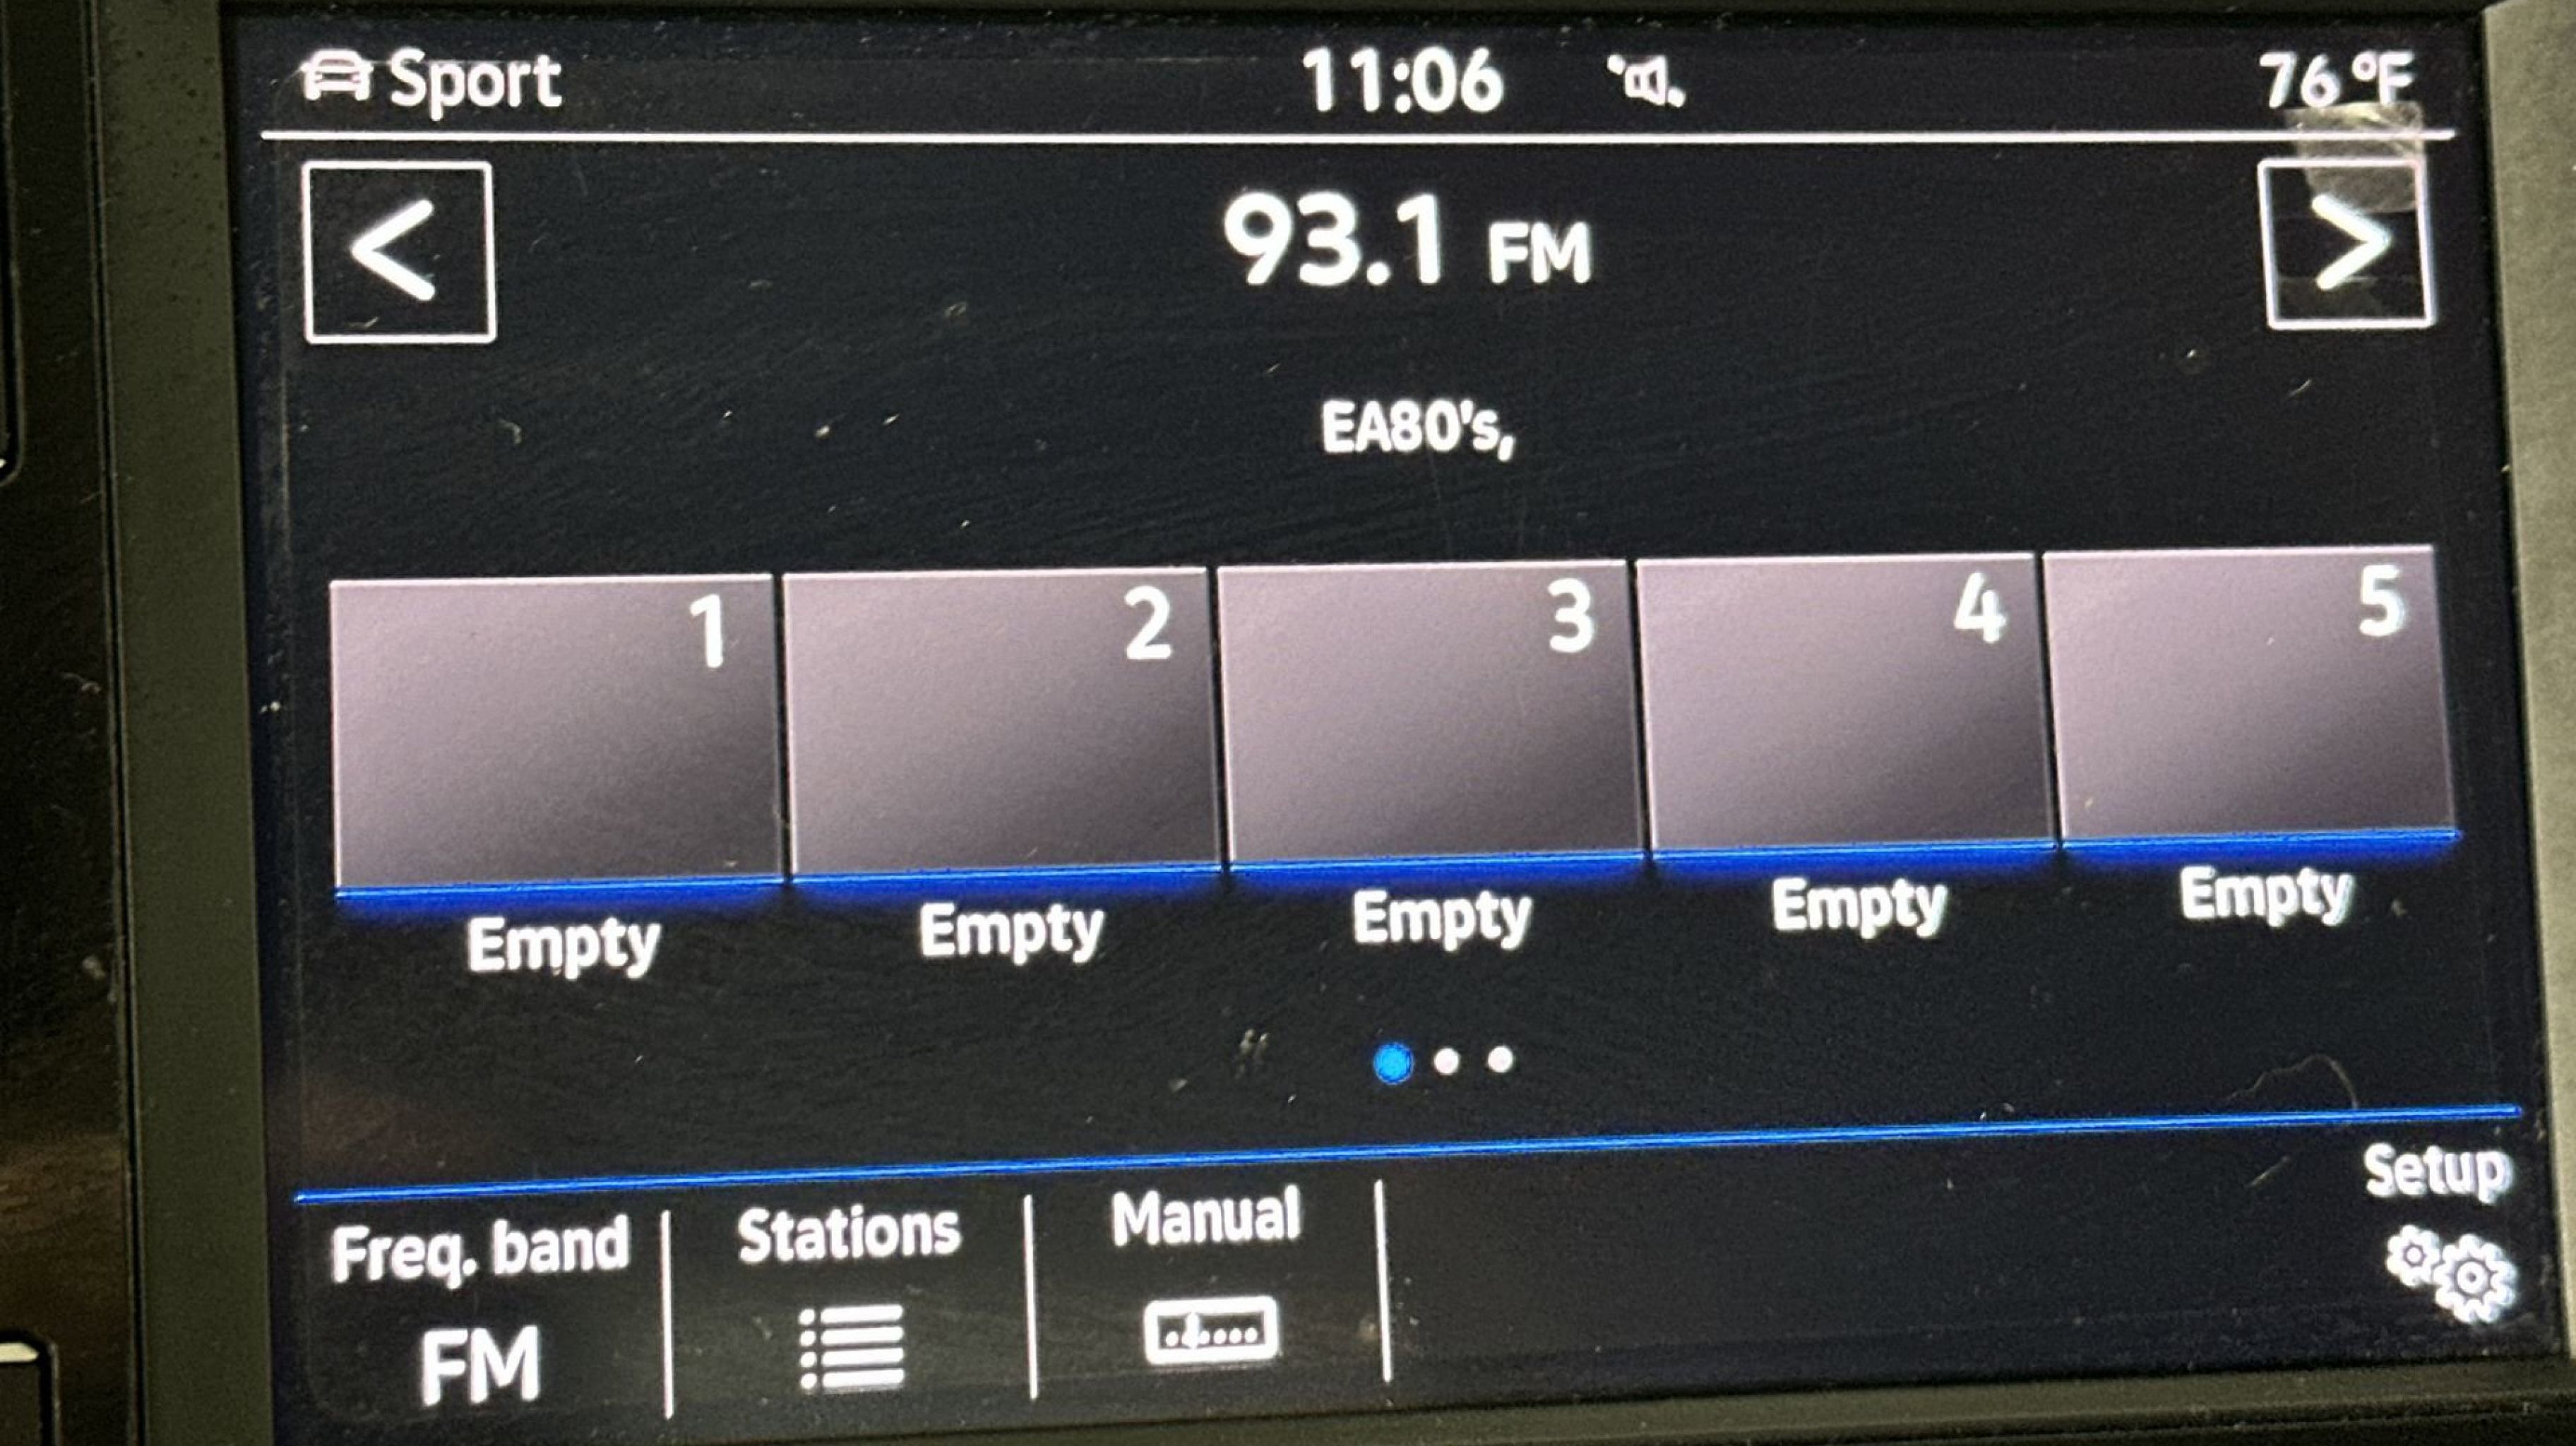 Sport 11:06 76°F
< 93.1 FM >
EA80's,
1 2 3 4 5
Empty Empty Empty Empty Empty
Freq. band Stations Manual Setup
FM